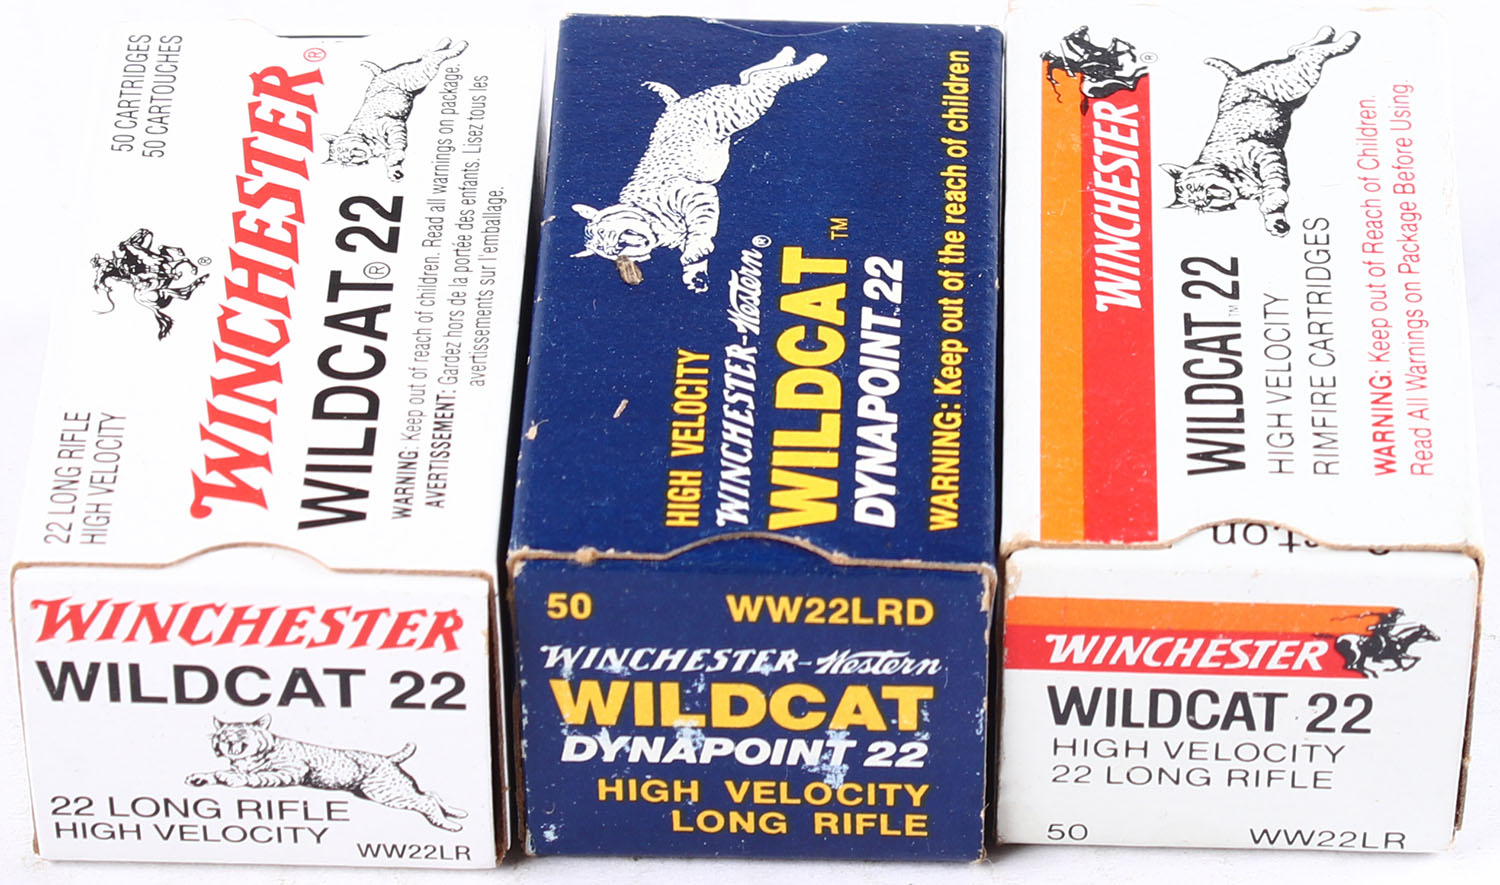 50 CARTRIDGES
50 CARTOUCHES
22 LONG RIFLE
HIGH VELOCITY
®
WINCHESTER®
WILDCAT® 22
WARNING: Keep out of reach of children. Read all warnings on package.
AVERTISSEMENT: Gardez hors de la portée des enfants. Lisez tous les
avertissements sur l'emballage.
WINCHESTER
WILDCAT 22
22 LONG RIFLE
HIGH VELOCITY
WW22LR
HIGH VELOCITY
WINCHESTER-Western®
WILDCAT™
DYNAPOINT 22
WARNING: Keep out of the reach of children
50 WW22LRD
WINCHESTER-Western
WILDCAT
DYNAPOINT 22
HIGH VELOCITY
LONG RIFLE
®
WINCHESTER
WILDCAT™ 22
HIGH VELOCITY
RIMFIRE CARTRIDGES
WARNING: Keep out of Reach of Children.
Read All Warnings on Package Before Using.
WINCHESTER
WILDCAT 22
HIGH VELOCITY
22 LONG RIFLE
50 WW22LR